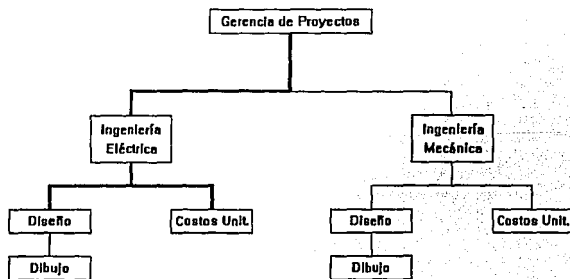 Gerencia de Proyectos
Ingeniería
Eléctrica
Ingeniería
Mecánica
Diseño
Costos Unit.
Diseño
Costos Unit.
Dibujo
Dibujo